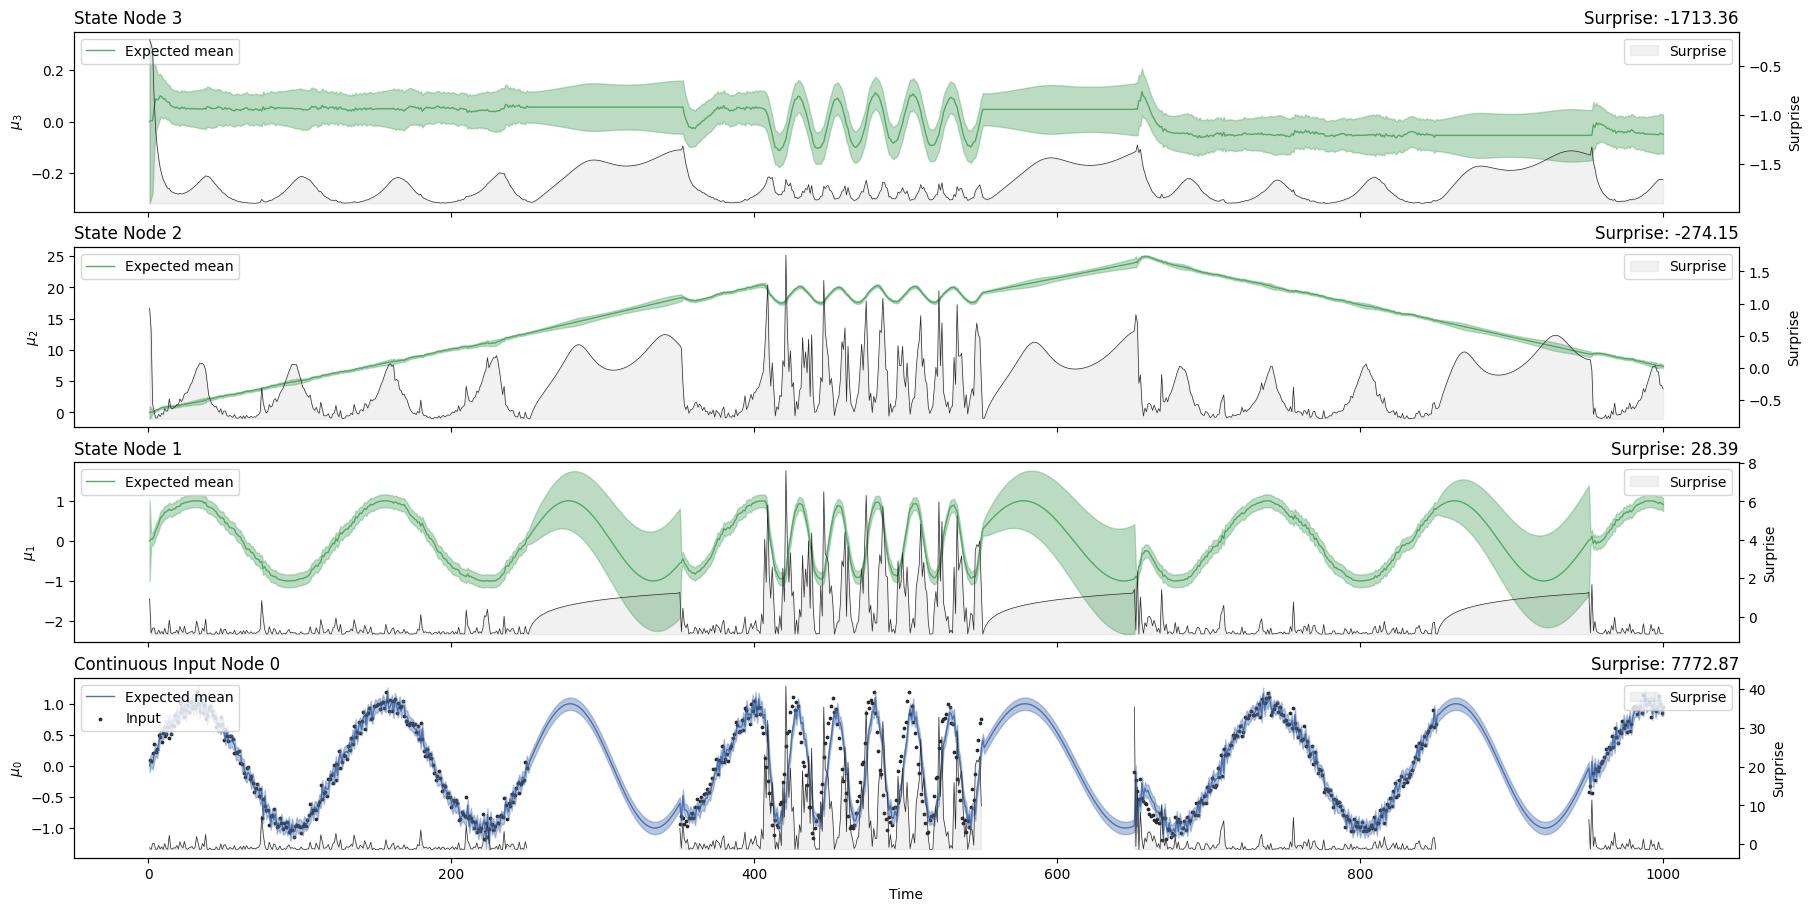 State Node 3 Surprise: -1713.36
Expected mean
Surprise
0.2
0.0
−0.2
μ3
−0.5
−1.0
−1.5
Surprise
State Node 2 Surprise: -274.15
Expected mean
Surprise
25
20
15
10
5
0
μ2
1.5
1.0
0.5
0.0
−0.5
Surprise
State Node 1 Surprise: 28.39
Expected mean
Surprise
1
0
−1
−2
μ1
8
6
4
2
0
Surprise
Continuous Input Node 0 Surprise: 7772.87
Expected mean
Input
Surprise
1.0
0.5
0.0
−0.5
−1.0
μ0
40
30
20
10
0
Surprise
0 200 400 600 800 1000
Time